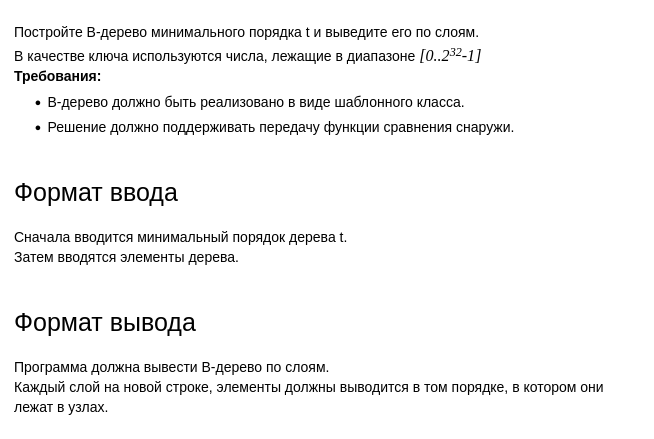 Постройте B-дерево минимального порядка t и выведите его по слоям.
В качестве ключа используются числа, лежащие в диапазоне [0..2³²-1]
Требования:
• B-дерево должно быть реализовано в виде шаблонного класса.
• Решение должно поддерживать передачу функции сравнения снаружи.
Формат ввода
Сначала вводится минимальный порядок дерева t.
Затем вводятся элементы дерева.
Формат вывода
Программа должна вывести B-дерево по слоям.
Каждый слой на новой строке, элементы должны выводится в том порядке, в котором они
лежат в узлах.